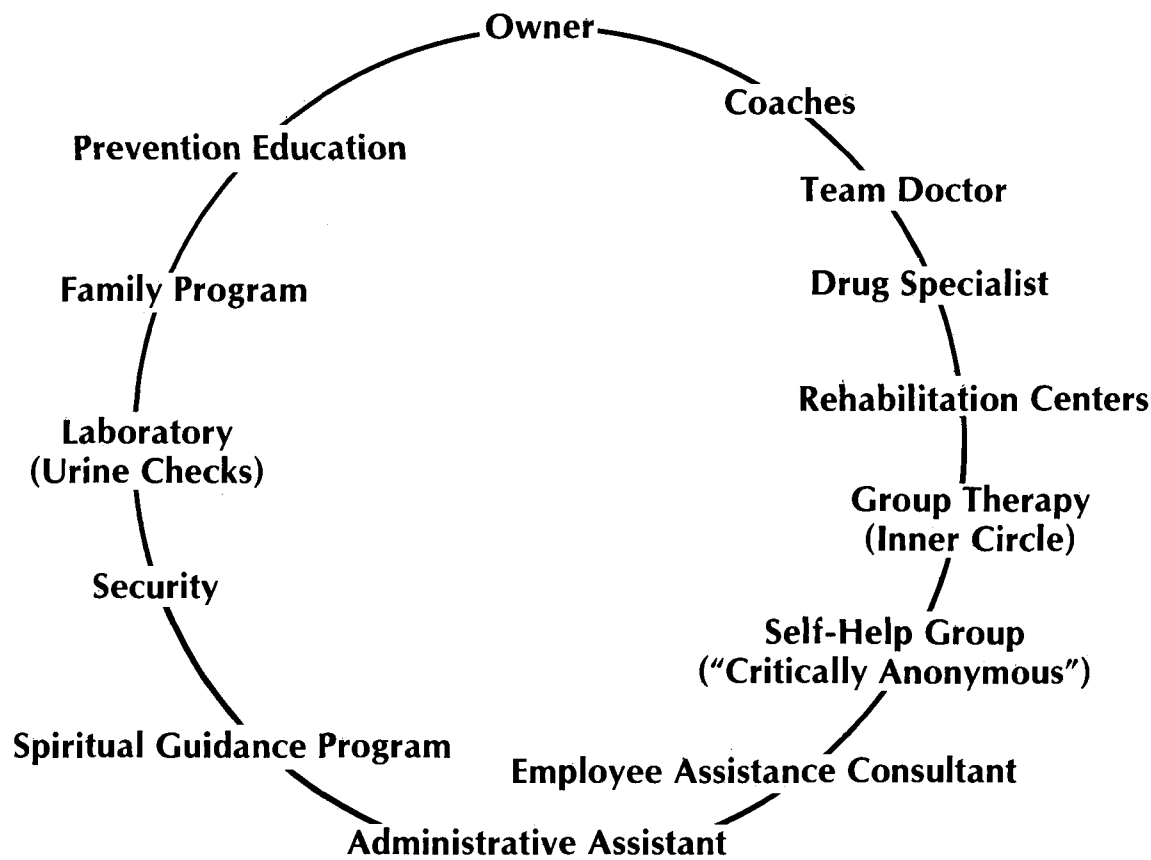 Owner
Coaches
Team Doctor
Drug Specialist
Rehabilitation Centers
Group Therapy
(Inner Circle)
Self-Help Group
(“Critically Anonymous”)
Employee Assistance Consultant
Administrative Assistant
Spiritual Guidance Program
Security
Laboratory
(Urine Checks)
Family Program
Prevention Education